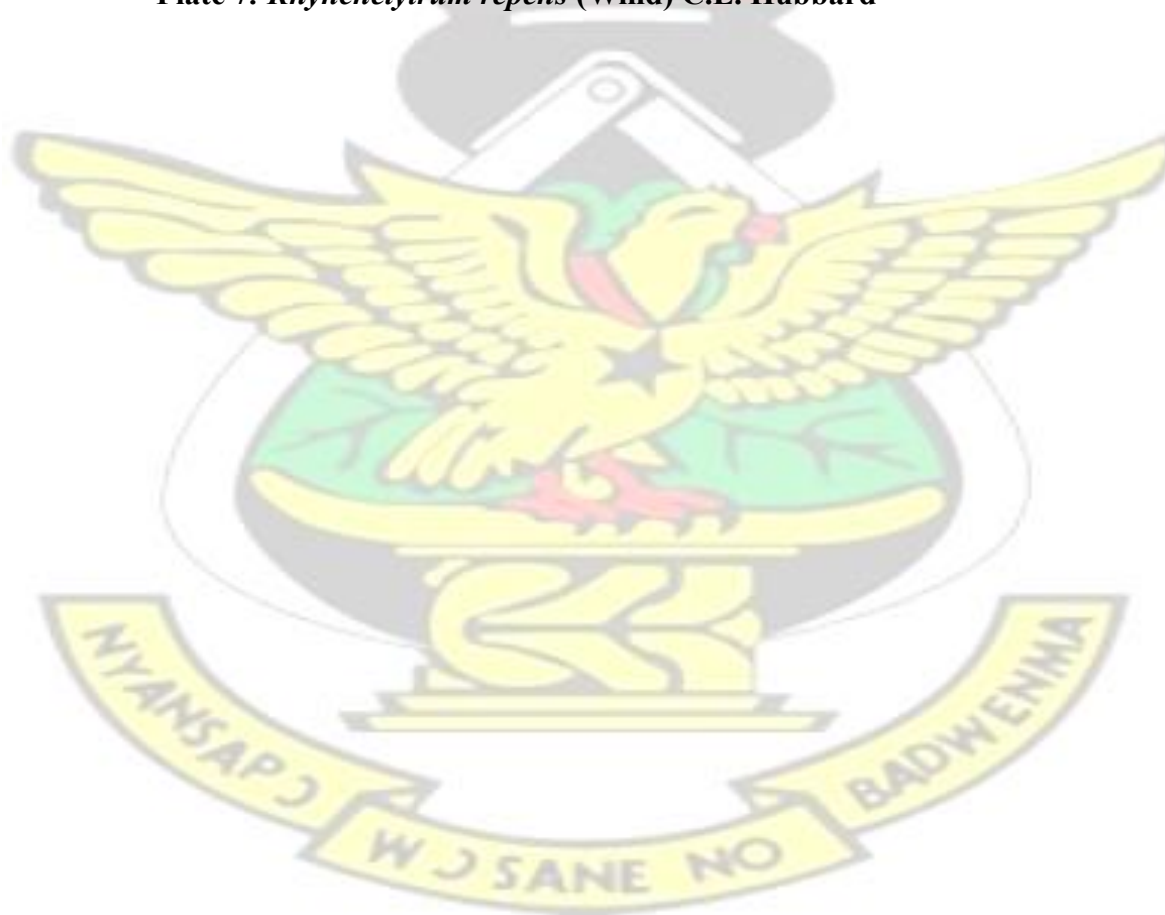 Plate 7: Rhynchelytrum repens (Willd) C.E. Hubbard
NYANSAPƆ
WƆSANE NO
BADWENMA